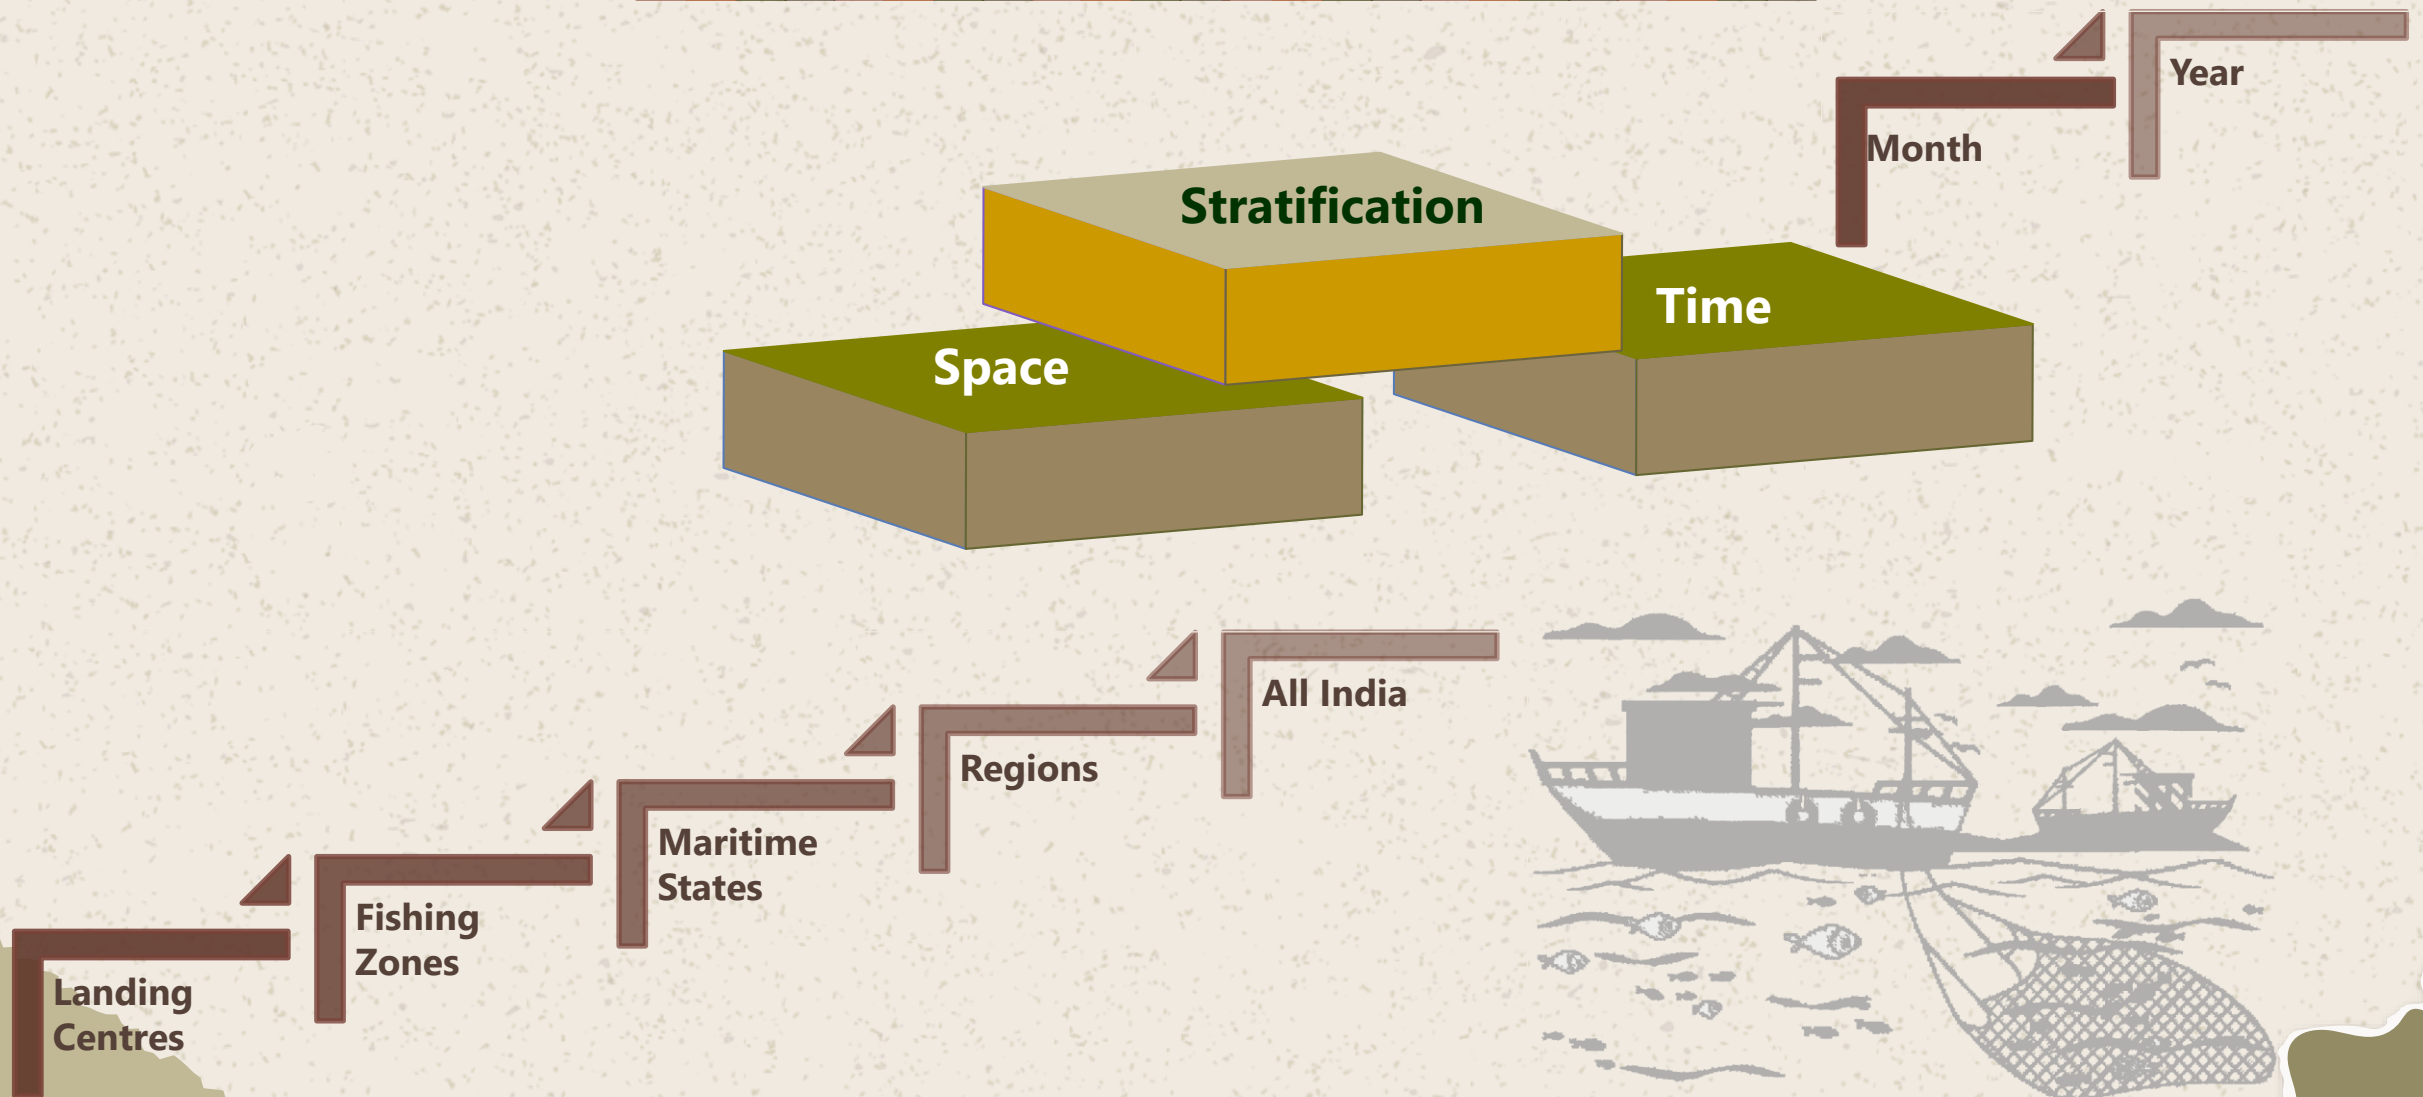 Year
Month
Stratification
Time
Space
All India
Regions
Maritime
States
Fishing
Zones
Landing
Centres